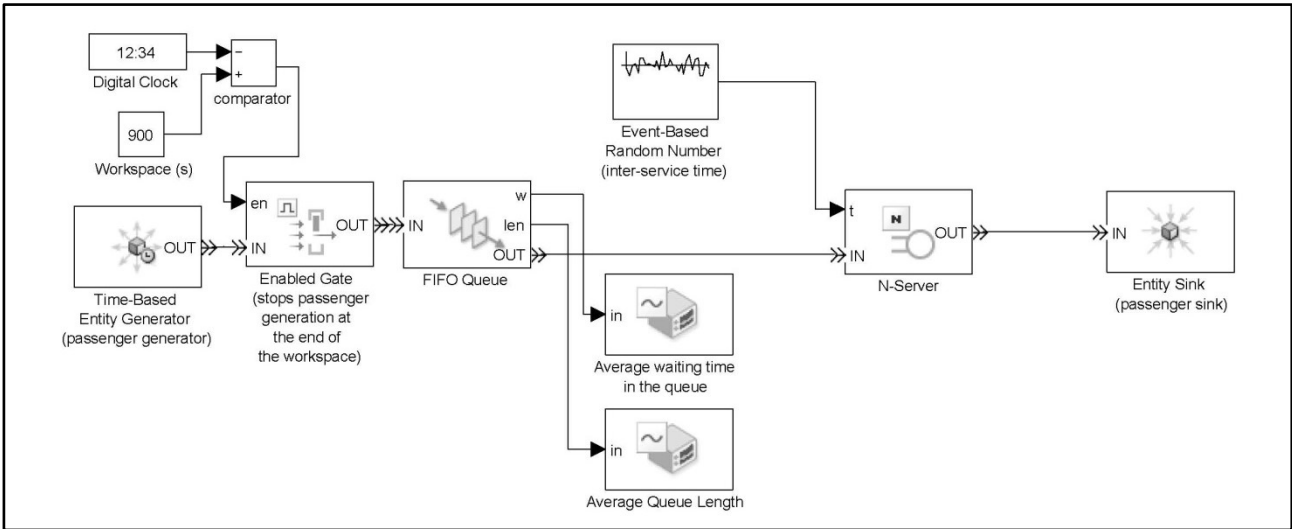 12:34
Digital Clock
−
+
comparator
900
Workspace (s)
OUT
Time-Based
Entity Generator
(passenger generator)
en
IN
OUT
Enabled Gate
(stops passenger
generation at
the end of
the workspace)
IN
w
len
OUT
FIFO Queue
in
Average waiting time
in the queue
in
Average Queue Length
Event-Based
Random Number
(inter-service time)
t
IN
N
OUT
N-Server
IN
Entity Sink
(passenger sink)